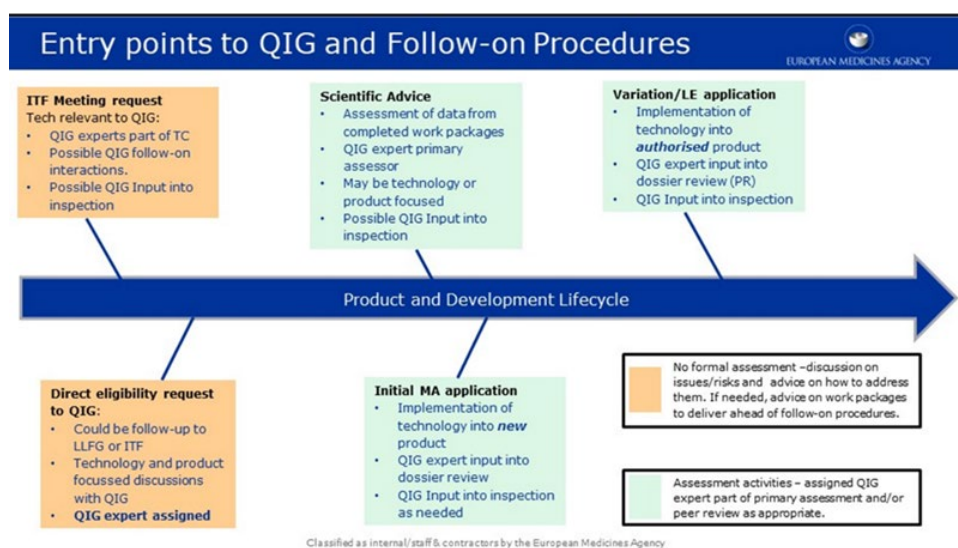 Entry points to QIG and Follow-on Procedures
EUROPEAN MEDICINES AGENCY
ITF Meeting request
Tech relevant to QIG:
• QIG experts part of TC
• Possible QIG follow-on
interactions.
• Possible QIG Input into
inspection
Scientific Advice
• Assessment of data from
completed work packages
• QIG expert primary
assessor
• May be technology or
product focused
• Possible QIG Input into
inspection
Variation/LE application
• Implementation of
technology into
authorised product
• QIG expert input into
dossier review (PR)
• QIG Input into inspection
Product and Development Lifecycle
Direct eligibility request
to QIG:
• Could be follow-up to
LLFG or ITF
• Technology and product
focussed discussions
with QIG
• QIG expert assigned
Initial MA application
• Implementation of
technology into new
product
• QIG expert input into
dossier review
• QIG Input into inspection
as needed
No formal assessment –discussion on
issues/risks and advice on how to address
them. If needed, advice on work packages
to deliver ahead of follow-on procedures.
Assessment activities – assigned QIG
expert part of primary assessment and/or
peer review as appropriate.
Classified as internal/staff & contractors by the European Medicines Agency